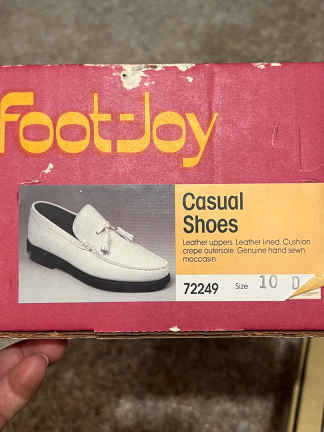 Foot-Joy
Casual
Shoes
Leather uppers. Leather lined. Cushion
crepe outersole. Genuine hand sewn
moccasin.
72249 Size 10 D